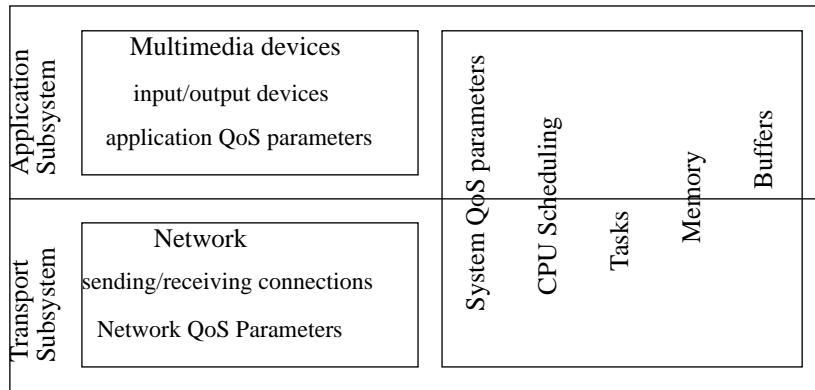 Application
Subsystem
Multimedia devices
input/output devices
application QoS parameters
Transport
Subsystem
Network
sending/receiving connections
Network QoS Parameters
System QoS parameters
CPU Scheduling
Tasks
Memory
Buffers